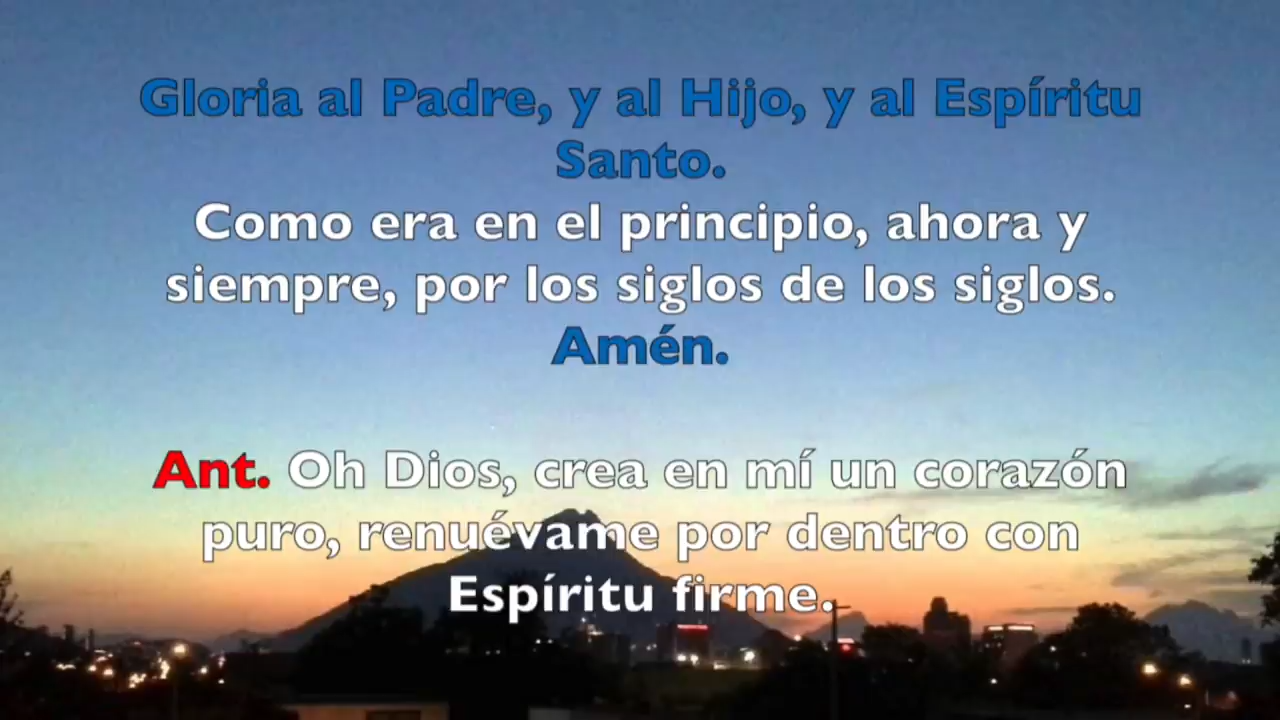 Gloria al Padre, y al Hijo, y al Espíritu
Santo.
Como era en el principio, ahora y
siempre, por los siglos de los siglos.
Amén.
Ant. Oh Dios, crea en mí un corazón
puro, renuévame por dentro con
Espíritu firme.